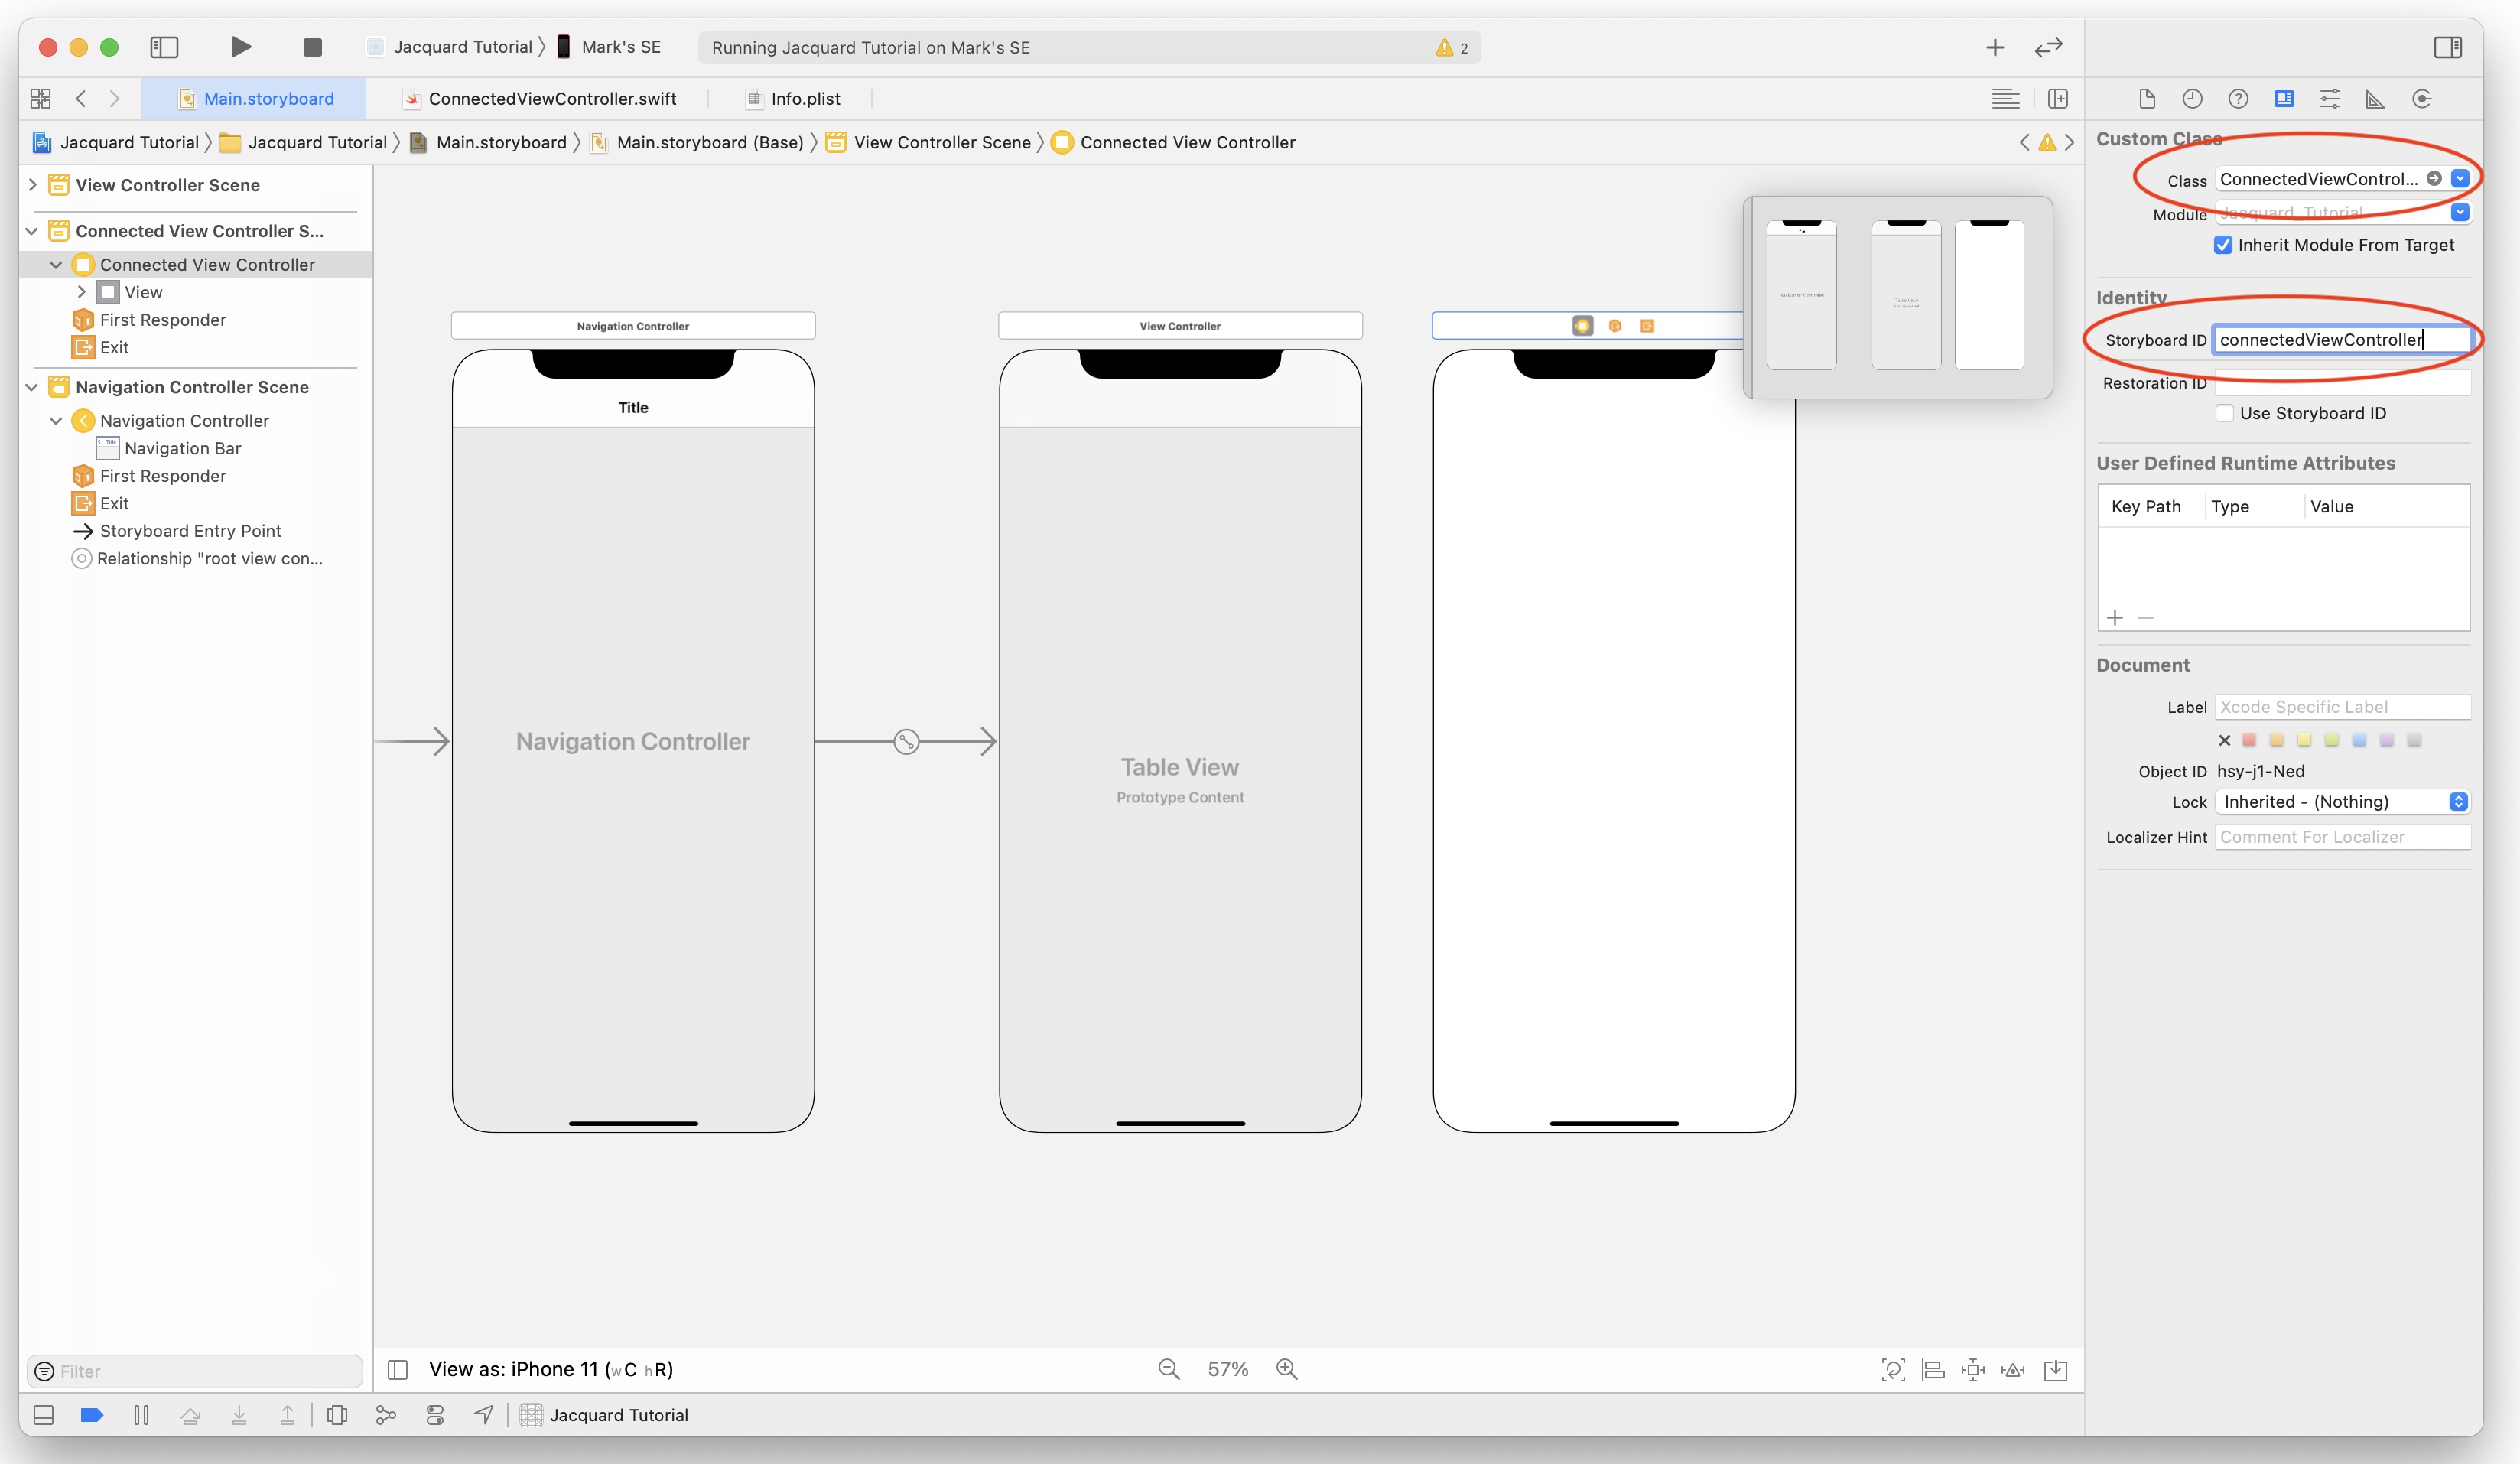 Jacquard Tutorial Mark's SE
Running Jacquard Tutorial on Mark's SE 2
Main.storyboard ConnectedViewController.swift Info.plist
Jacquard Tutorial Jacquard Tutorial Main.storyboard Main.storyboard (Base) View Controller Scene Connected View Controller
View Controller Scene
Connected View Controller S...
Connected View Controller
View
First Responder
Exit
Navigation Controller Scene
Navigation Controller
Navigation Bar
First Responder
Exit
Storyboard Entry Point
Relationship "root view con...
Filter
Navigation Controller
Title
Navigation Controller
View Controller
Table View
Prototype Content
View as: iPhone 11 (wC hR)
57%
Jacquard Tutorial
Custom Class
Class ConnectedViewControl...
Module Jacquard_Tutorial
Inherit Module From Target
Identity
Storyboard ID connectedViewController
Restoration ID
Use Storyboard ID
User Defined Runtime Attributes
Key Path Type Value
Document
Label Xcode Specific Label
Object ID hsy-j1-Ned
Lock Inherited - (Nothing)
Localizer Hint Comment For Localizer